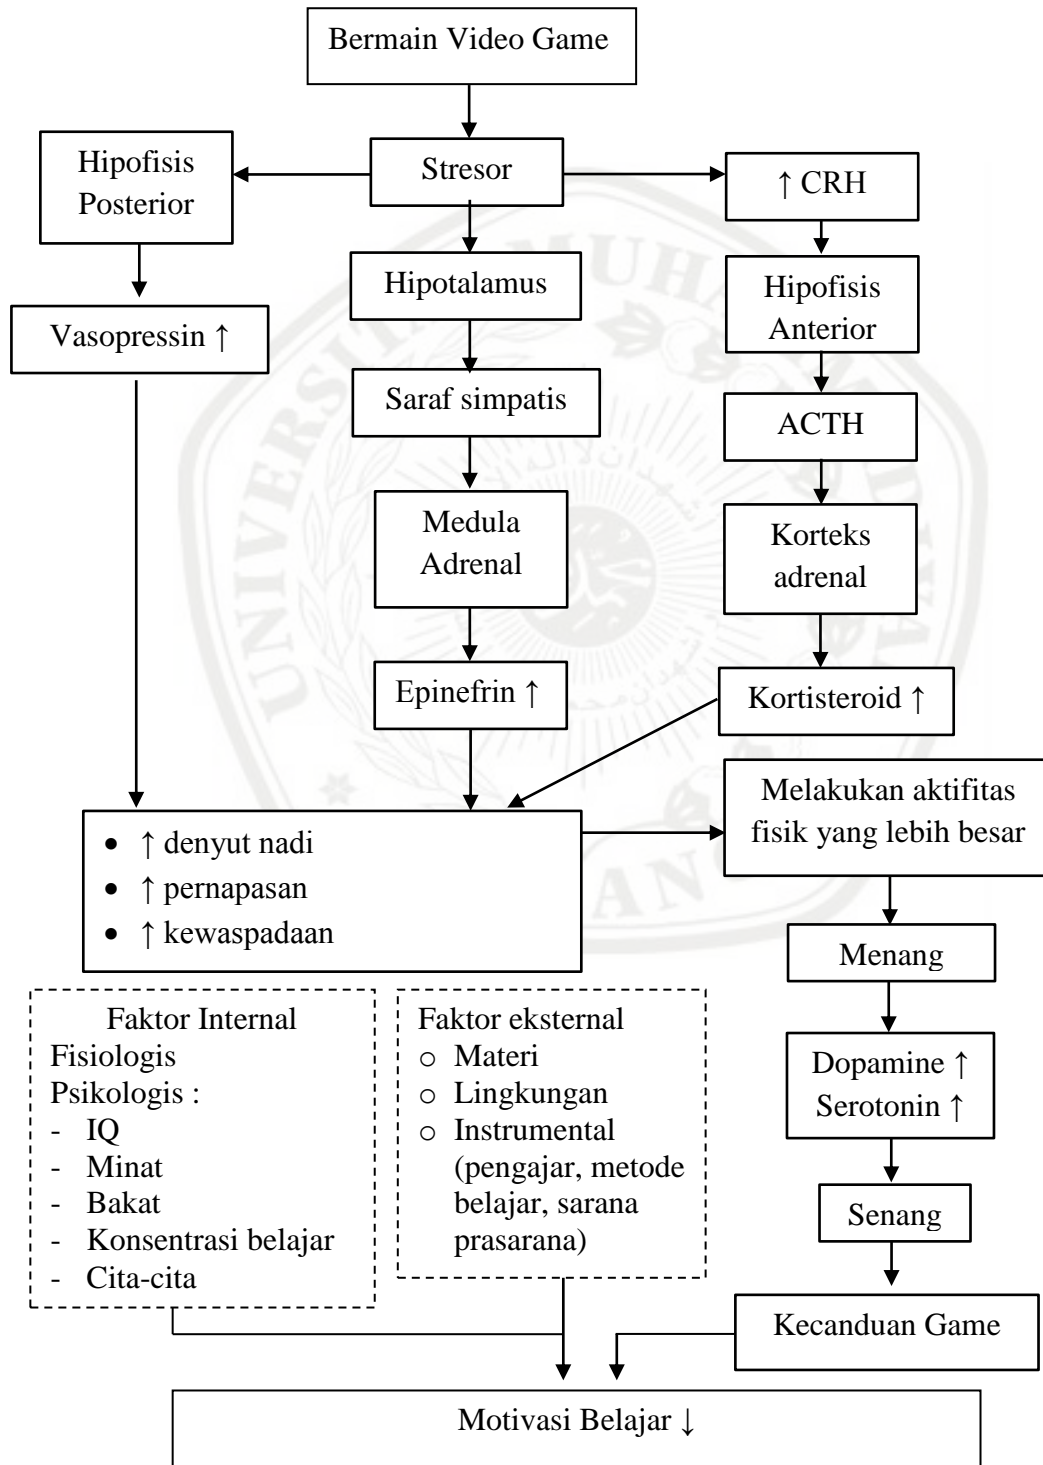 Bermain Video Game
Hipofisis
Posterior
Stresor
↑ CRH
Vasopressin ↑
Hipotalamus
Hipofisis
Anterior
Saraf simpatis
ACTH
Medula
Adrenal
Korteks
adrenal
Epinefrin ↑
Kortisteroid ↑
• ↑ denyut nadi
• ↑ pernapasan
• ↑ kewaspadaan
Melakukan aktifitas
fisik yang lebih besar
Menang
Dopamine ↑
Serotonin ↑
Senang
Kecanduan Game
Faktor Internal
Fisiologis
Psikologis :
- IQ
- Minat
- Bakat
- Konsentrasi belajar
- Cita-cita
Faktor eksternal
○ Materi
○ Lingkungan
○ Instrumental
(pengajar, metode
belajar, sarana
prasarana)
Motivasi Belajar ↓